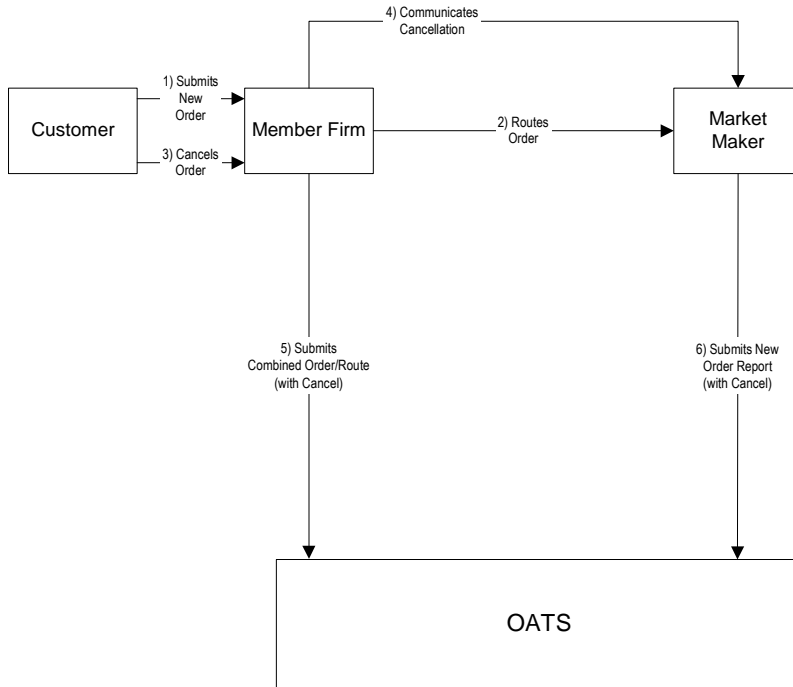 4) Communicates
Cancellation
1) Submits
New
Order
Customer
Member Firm
2) Routes
Order
Market
Maker
3) Cancels
Order
5) Submits
Combined Order/Route
(with Cancel)
6) Submits New
Order Report
(with Cancel)
OATS